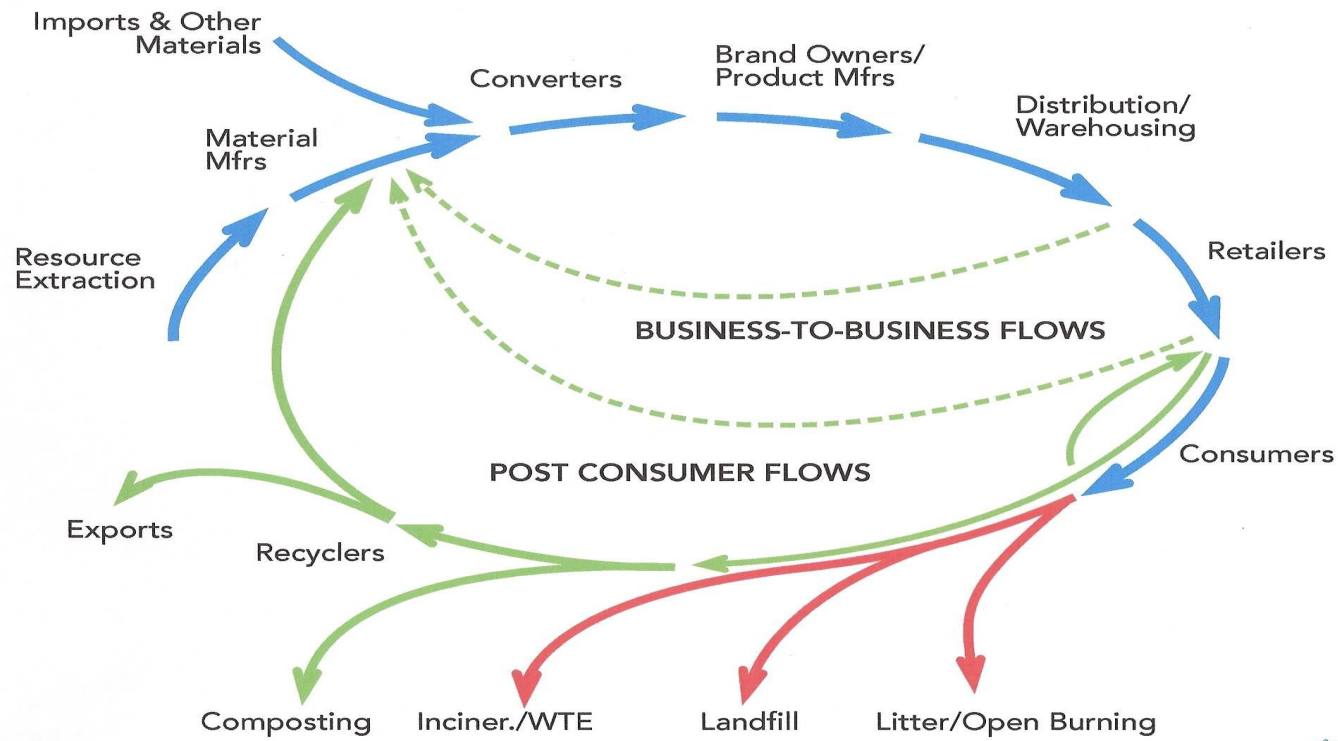 Imports & Other
Materials
Converters
Brand Owners/
Product Mfrs
Distribution/
Warehousing
Material
Mfrs
Resource
Extraction
Retailers
BUSINESS-TO-BUSINESS FLOWS
Consumers
POST CONSUMER FLOWS
Exports
Recyclers
Composting
Inciner./WTE
Landfill
Litter/Open Burning